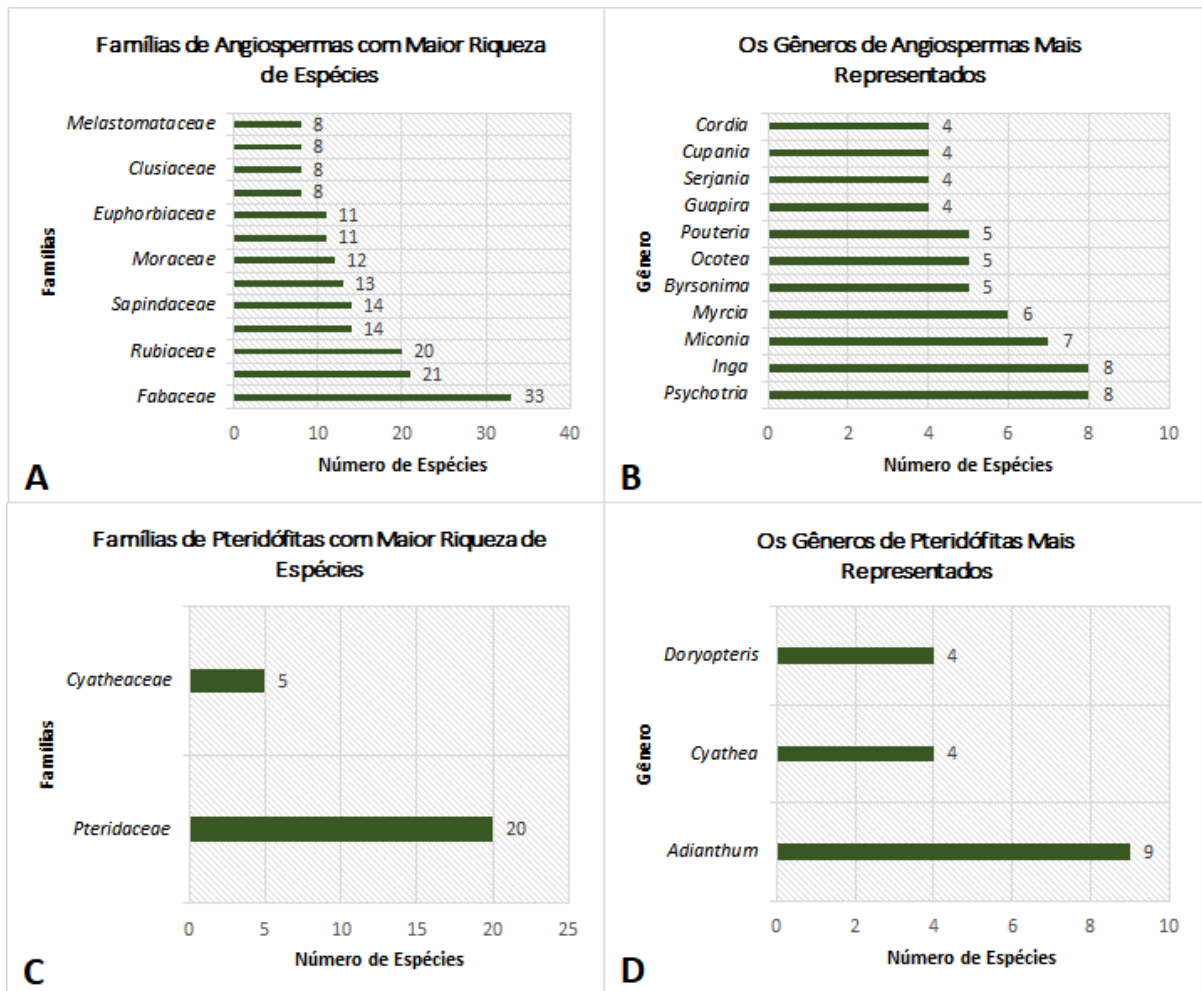 Famílias de Angiospermas com Maior Riqueza
de Espécies
Famílias
Melastomataceae 8
8
Clusiaceae 8
8
Euphorbiaceae 11
11
Moraceae 12
13
Sapindaceae 14
14
Rubiaceae 20
21
Fabaceae 33
0 10 20 30 40
Número de Espécies
A
Os Gêneros de Angiospermas Mais
Representados
Gênero
Cordia 4
Cupania 4
Serjania 4
Guapira 4
Pouteria 5
Ocotea 5
Byrsonima 5
Myrcia 6
Miconia 7
Inga 8
Psychotria 8
0 2 4 6 8 10
Número de Espécies
B
Famílias de Pteridófitas com Maior Riqueza de
Espécies
Famílias
Cyatheaceae 5
Pteridaceae 20
0 5 10 15 20 25
Número de Espécies
C
Os Gêneros de Pteridófitas Mais
Representados
Gênero
Doryopteris 4
Cyathea 4
Adianthum 9
0 2 4 6 8 10
Número de Espécies
D